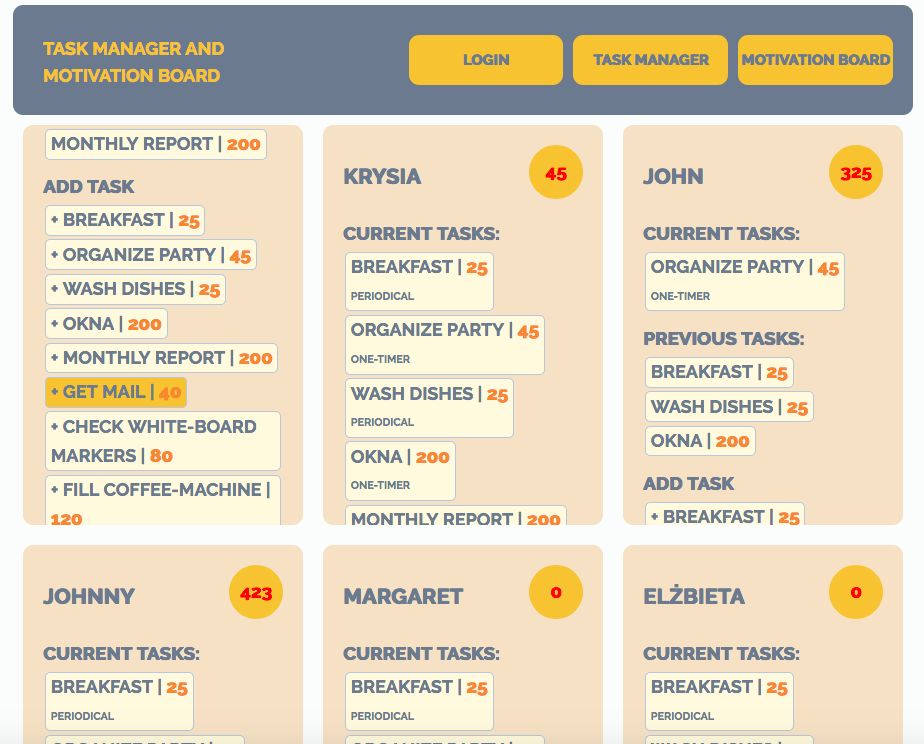 TASK MANAGER AND
MOTIVATION BOARD
LOGIN
TASK MANAGER
MOTIVATION BOARD
MONTHLY REPORT | 200
ADD TASK
+ BREAKFAST | 25
+ ORGANIZE PARTY | 45
+ WASH DISHES | 25
+ OKNA | 200
+ MONTHLY REPORT | 200
+ GET MAIL | 40
+ CHECK WHITE-BOARD
MARKERS | 80
+ FILL COFFEE-MACHINE |
120
KRYSIA
45
CURRENT TASKS:
BREAKFAST | 25
PERIODICAL
ORGANIZE PARTY | 45
ONE-TIMER
WASH DISHES | 25
PERIODICAL
OKNA | 200
ONE-TIMER
MONTHLY REPORT | 200
JOHN
325
CURRENT TASKS:
ORGANIZE PARTY | 45
ONE-TIMER
PREVIOUS TASKS:
BREAKFAST | 25
WASH DISHES | 25
OKNA | 200
ADD TASK
+ BREAKFAST | 25
JOHNNY
423
CURRENT TASKS:
BREAKFAST | 25
PERIODICAL
MARGARET
0
CURRENT TASKS:
BREAKFAST | 25
PERIODICAL
ELŻBIETA
0
CURRENT TASKS:
BREAKFAST | 25
PERIODICAL